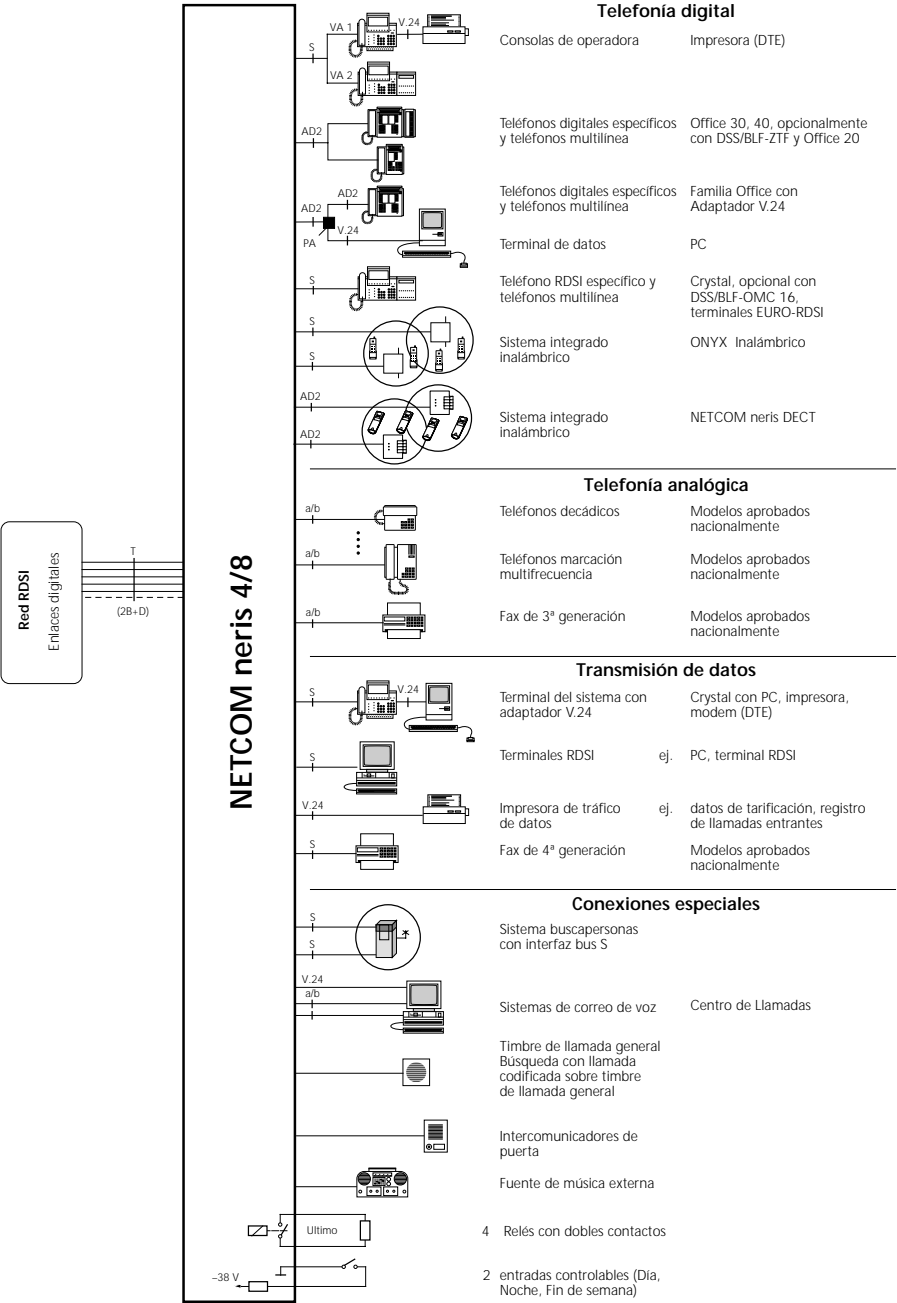 Telefonía digital
VA 1
V.24
S
VA 2
Consolas de operadora
Impresora (DTE)
AD2
Teléfonos digitales específicos
y teléfonos multilínea
Office 30, 40, opcionalmente
con DSS/BLF-ZTF y Office 20
AD2
AD2
V.24
PA
Teléfonos digitales específicos
y teléfonos multilínea
Familia Office con
Adaptador V.24
Terminal de datos
PC
S
Teléfono RDSI específico y
teléfonos multilínea
Crystal, opcional con
DSS/BLF-OMC 16,
terminales EURO-RDSI
S
S
Sistema integrado
inalámbrico
ONYX Inalámbrico
AD2
AD2
Sistema integrado
inalámbrico
NETCOM neris DECT
Telefonía analógica
a/b
Teléfonos decádicos
Modelos aprobados
nacionalmente
a/b
Teléfonos marcación
multifrecuencia
Modelos aprobados
nacionalmente
a/b
Fax de 3ª generación
Modelos aprobados
nacionalmente
Red RDSI
Enlaces digitales
T
(2B+D)
NETCOM neris 4/8
Transmisión de datos
S
V.24
Terminal del sistema con
adaptador V.24
Crystal con PC, impresora,
modem (DTE)
S
Terminales RDSI
ej. PC, terminal RDSI
V.24
Impresora de tráfico
de datos
ej. datos de tarificación, registro
de llamadas entrantes
S
Fax de 4ª generación
Modelos aprobados
nacionalmente
Conexiones especiales
S
S
Sistema buscapersonas
con interfaz bus S
V.24
a/b
Sistemas de correo de voz
Centro de Llamadas
Timbre de llamada general
Búsqueda con llamada
codificada sobre timbre
de llamada general
Intercomunicadores de
puerta
Fuente de música externa
Ultimo
4 Relés con dobles contactos
–38 V
2 entradas controlables (Día,
Noche, Fin de semana)